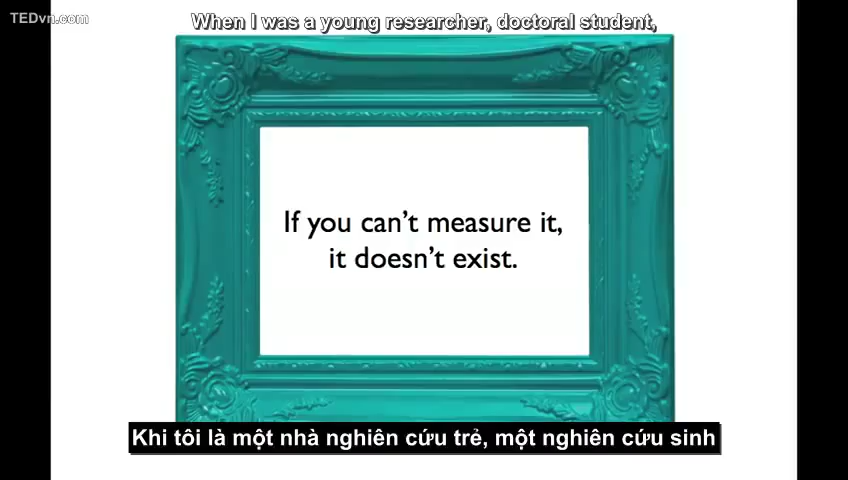 TEDvn.com
When I was a young researcher, doctoral student,
If you can't measure it,
it doesn't exist.
Khi tôi là một nhà nghiên cứu trẻ, một nghiên cứu sinh